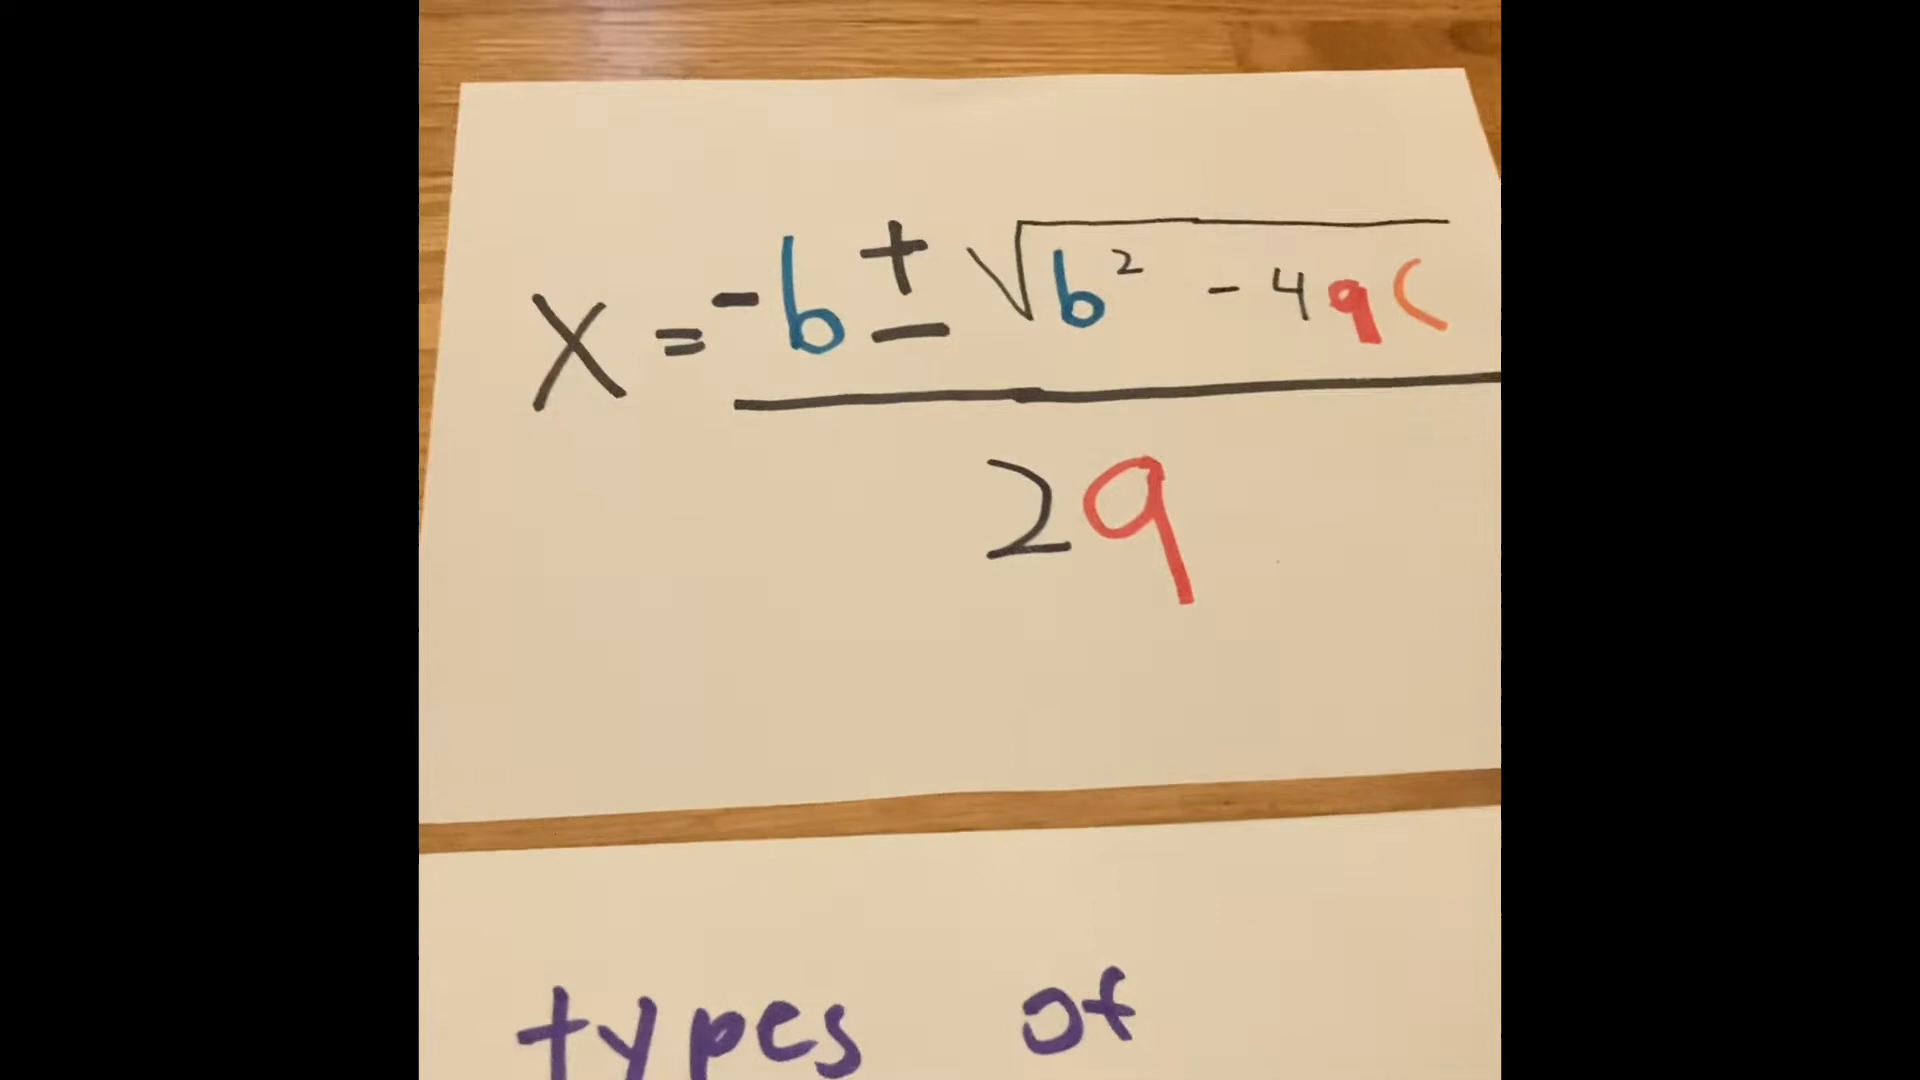 x = -b ± √b² - 4ac
2a
types of